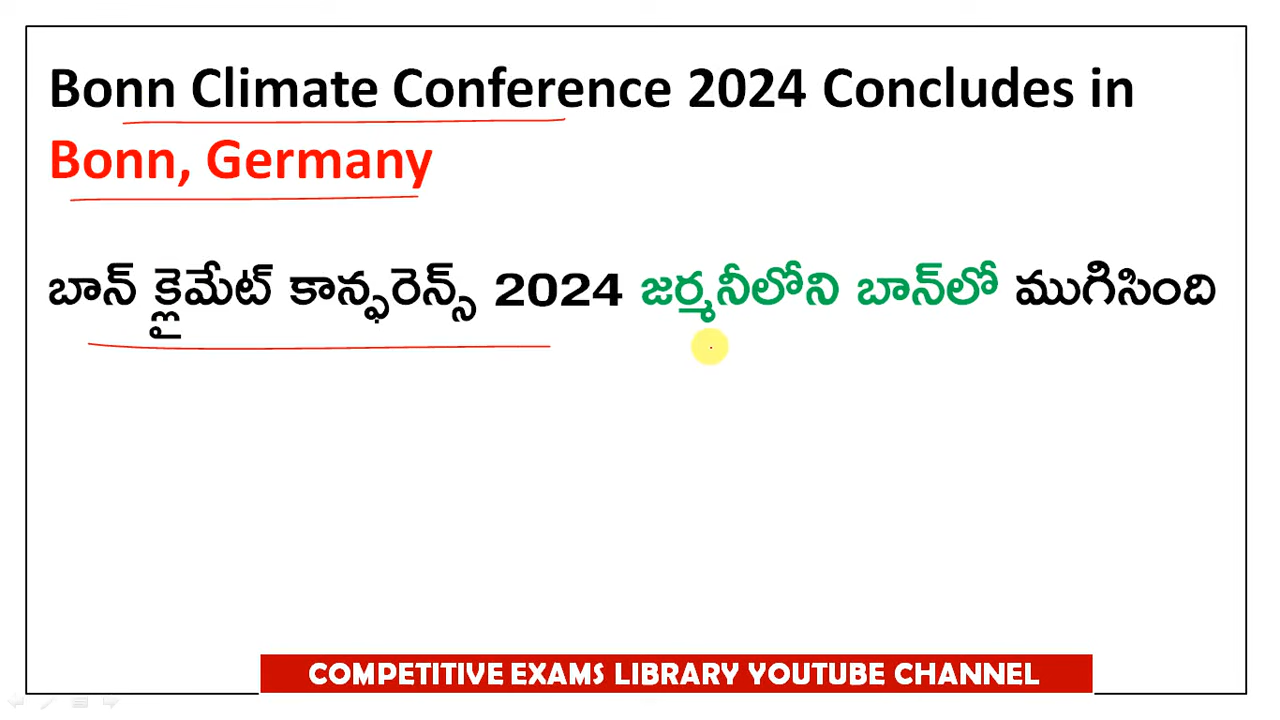 Bonn Climate Conference 2024 Concludes in
Bonn, Germany
బాన్ క్లైమేట్ కాన్ఫరెన్స్ 2024 జర్మనీలోని బాన్‌లో ముగిసింది
COMPETITIVE EXAMS LIBRARY YOUTUBE CHANNEL